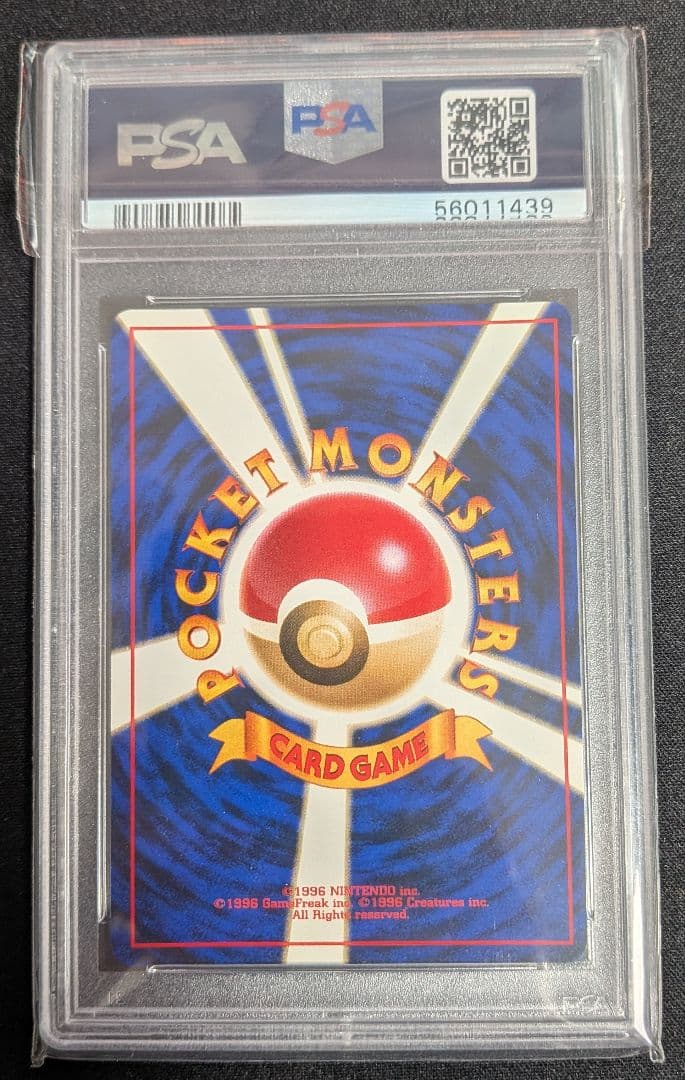 PSA
PSA
56011439
POCKET MONSTERS
CARD GAME
©1996 NINTENDO inc.
©1996 GameFreak inc. ©1996 Creatures inc.
All Rights reserved.
PSA